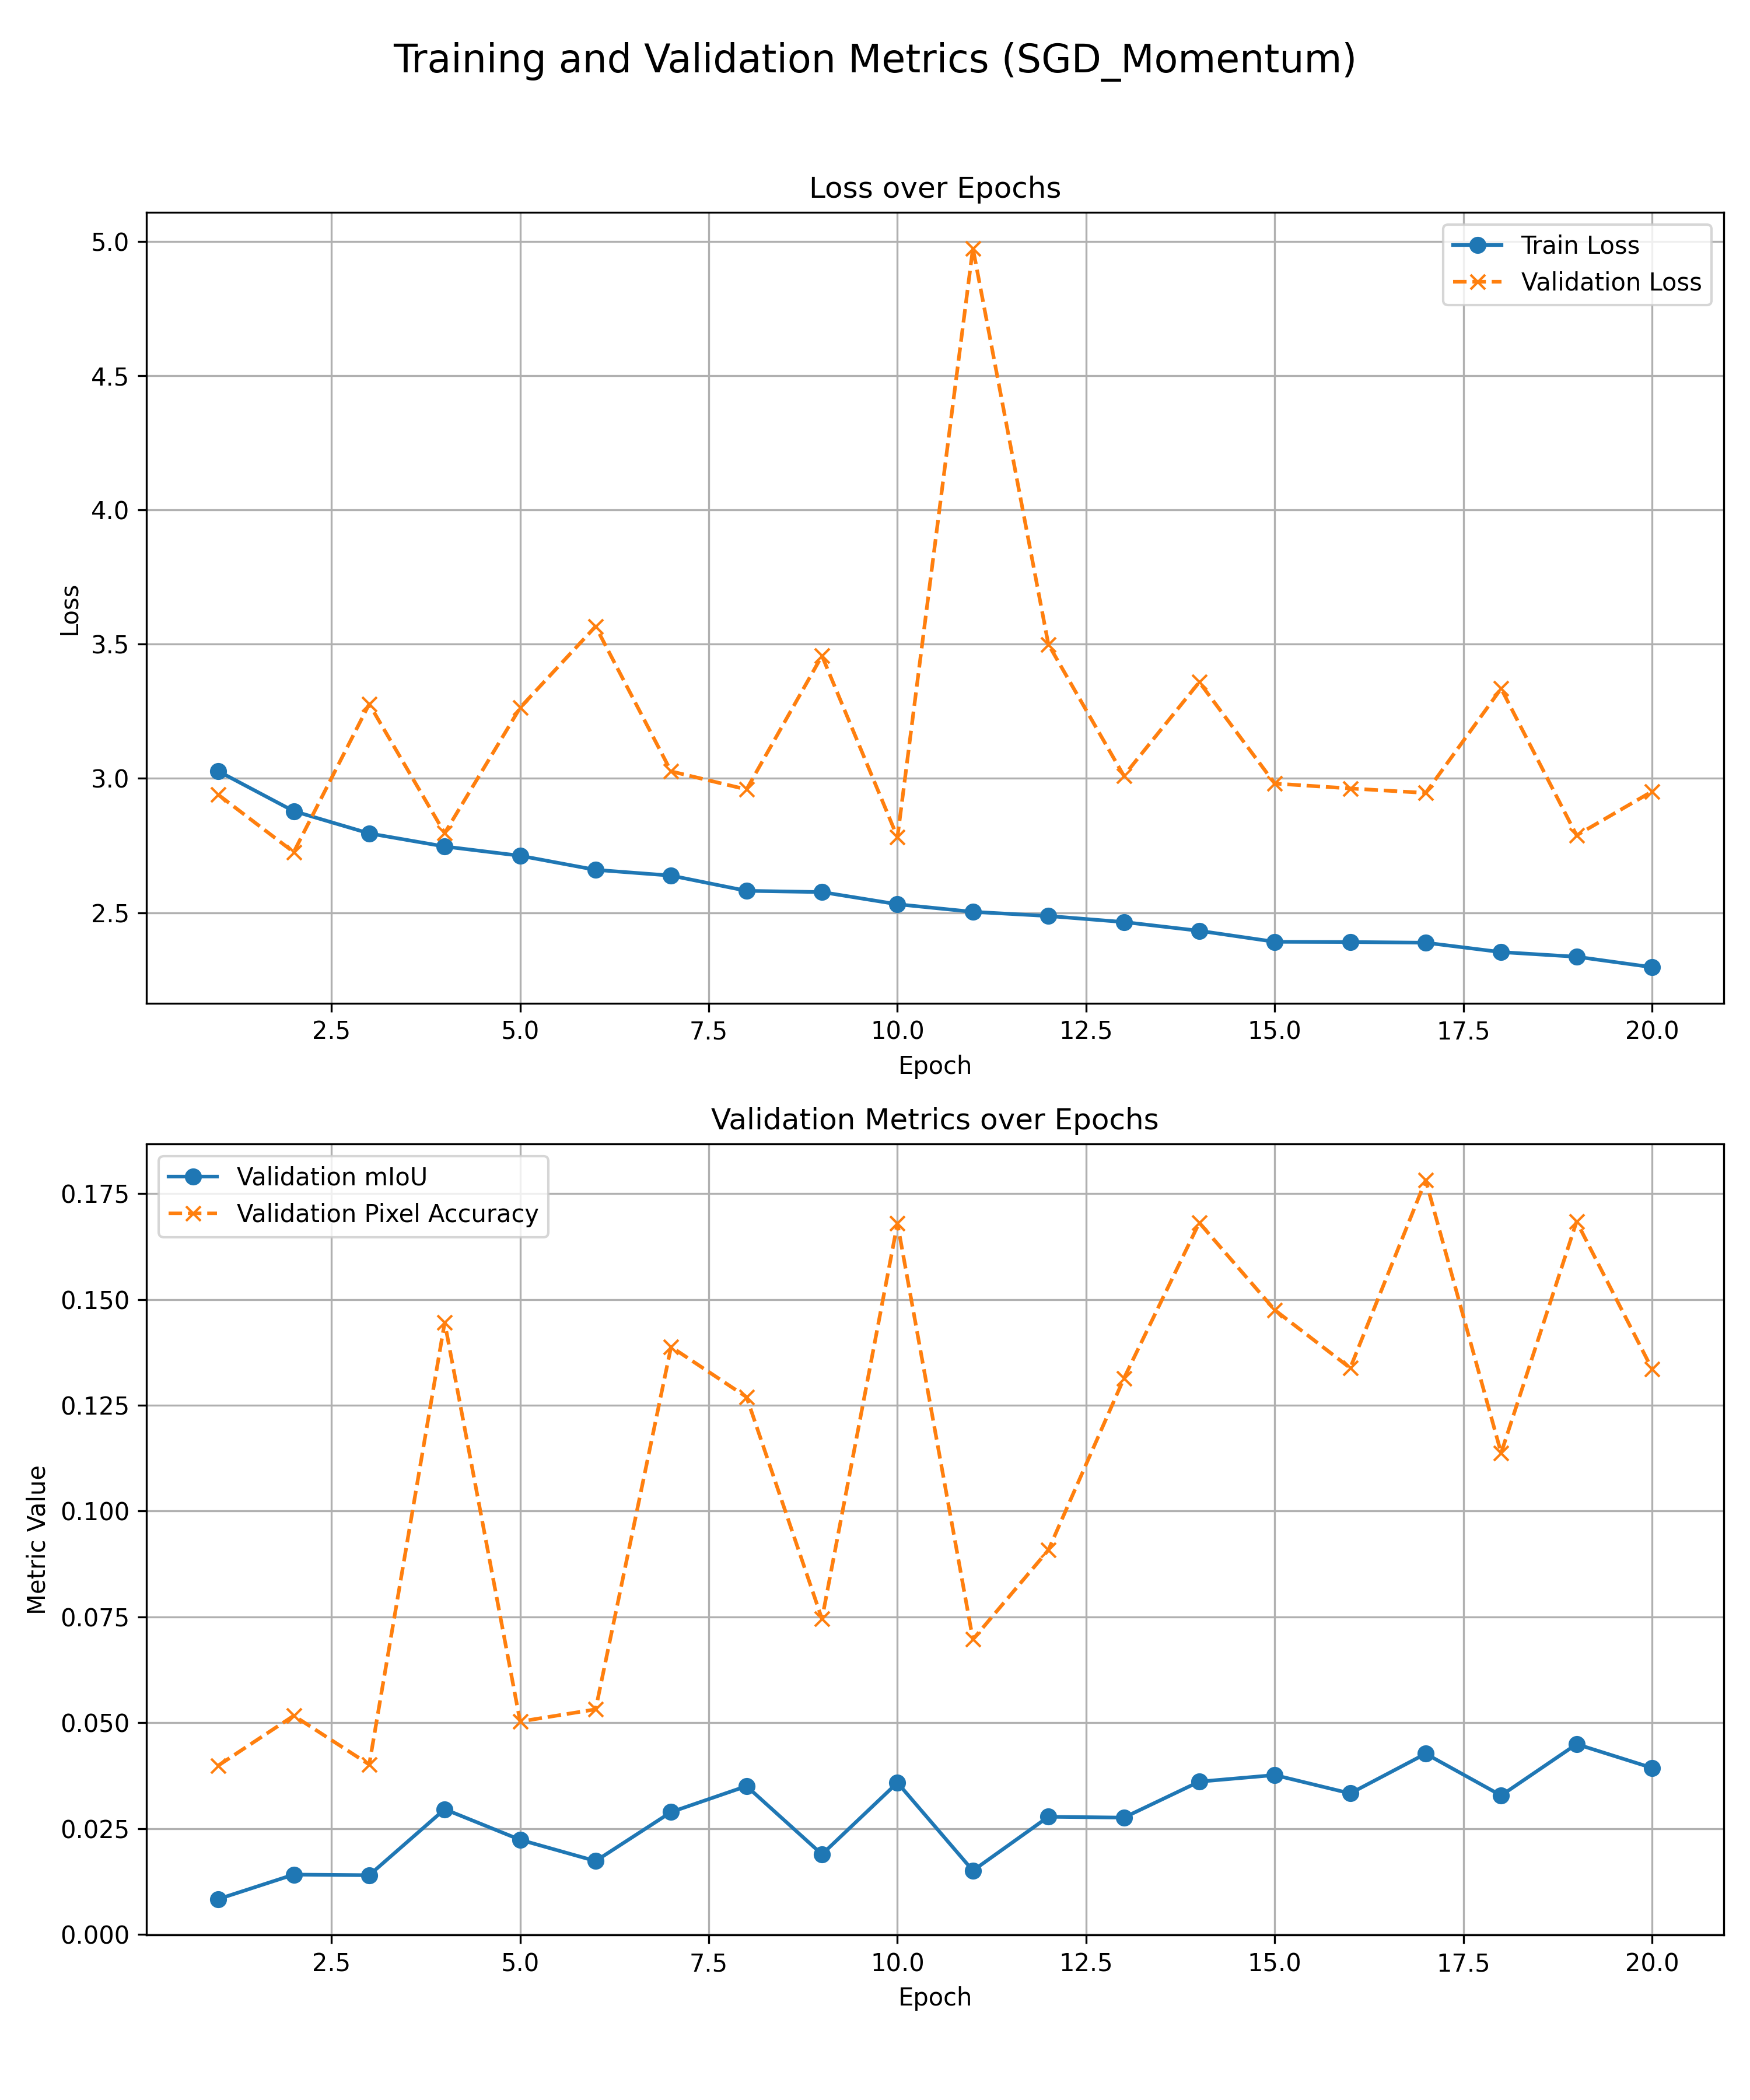 Training and Validation Metrics (SGD_Momentum)
Loss over Epochs
Train Loss
Validation Loss
5.0
4.5
4.0
3.5
3.0
2.5
Loss
2.5 5.0 7.5 10.0 12.5 15.0 17.5 20.0
Epoch
Validation Metrics over Epochs
Validation mIoU
Validation Pixel Accuracy
0.175
0.150
0.125
0.100
0.075
0.050
0.025
0.000
Metric Value
2.5 5.0 7.5 10.0 12.5 15.0 17.5 20.0
Epoch